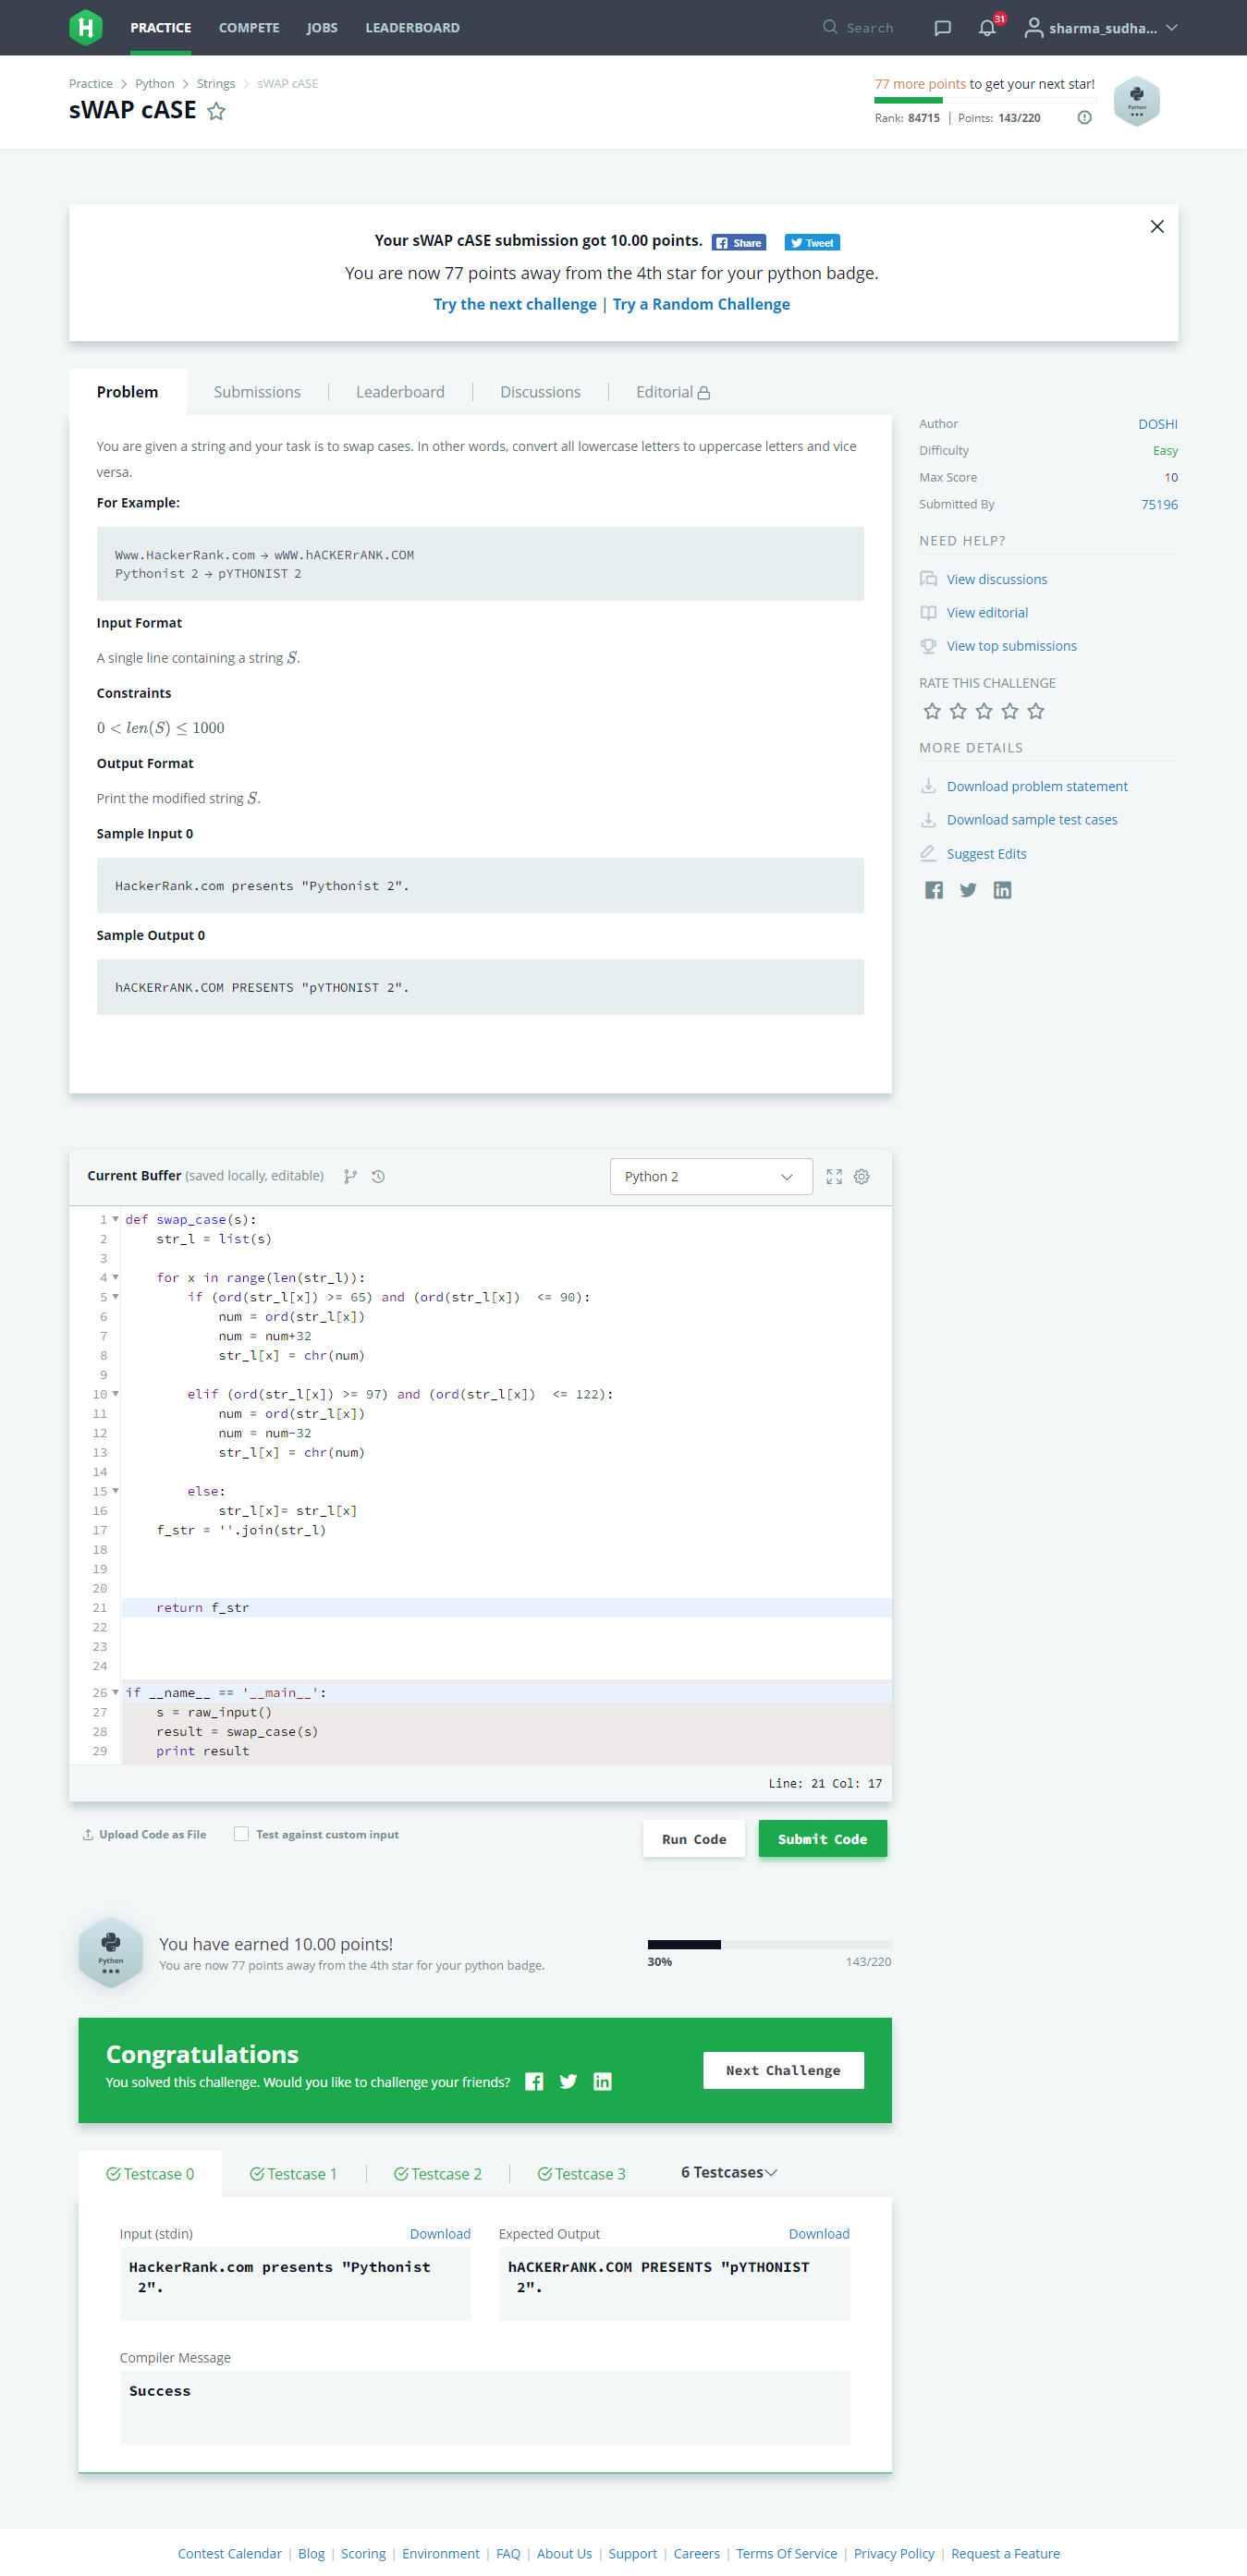 PRACTICE COMPETE JOBS LEADERBOARD Search 31 sharma_sudha...
Practice > Python > Strings > sWAP cASE
sWAP cASE
77 more points to get your next star!
Rank: 84715 | Points: 143/220
Python
Your sWAP cASE submission got 10.00 points. Share Tweet
You are now 77 points away from the 4th star for your python badge.
Try the next challenge | Try a Random Challenge
Problem Submissions Leaderboard Discussions Editorial
You are given a string and your task is to swap cases. In other words, convert all lowercase letters to uppercase letters and vice
versa.
For Example:
Www.HackerRank.com → wWW.hACKERrANK.COM
Pythonist 2 → pYTHONIST 2
Input Format
A single line containing a string S.
Constraints
0 < len(S) ≤ 1000
Output Format
Print the modified string S.
Sample Input 0
HackerRank.com presents "Pythonist 2".
Sample Output 0
hACKERrANK.COM PRESENTS "pYTHONIST 2".
Author DOSHI
Difficulty Easy
Max Score 10
Submitted By 75196
NEED HELP?
View discussions
View editorial
View top submissions
RATE THIS CHALLENGE
MORE DETAILS
Download problem statement
Download sample test cases
Suggest Edits
Current Buffer (saved locally, editable) Python 2
1 def swap_case(s):
2     str_l = list(s)
3
4     for x in range(len(str_l)):
5         if (ord(str_l[x]) >= 65) and (ord(str_l[x])  <= 90):
6             num = ord(str_l[x])
7             num = num+32
8             str_l[x] = chr(num)
9
10         elif (ord(str_l[x]) >= 97) and (ord(str_l[x])  <= 122):
11             num = ord(str_l[x])
12             num = num-32
13             str_l[x] = chr(num)
14
15         else:
16             str_l[x]= str_l[x]
17     f_str = ''.join(str_l)
18
19
20
21     return f_str
22
23
24
26 if __name__ == '__main__':
27     s = raw_input()
28     result = swap_case(s)
29     print result
Line: 21 Col: 17
Upload Code as File Test against custom input Run Code Submit Code
Python
You have earned 10.00 points!
You are now 77 points away from the 4th star for your python badge.
30% 143/220
Congratulations
You solved this challenge. Would you like to challenge your friends?
Next Challenge
Testcase 0 Testcase 1 Testcase 2 Testcase 3 6 Testcases
Input (stdin) Download Expected Output Download
HackerRank.com presents "Pythonist
2".
hACKERrANK.COM PRESENTS "pYTHONIST
2".
Compiler Message
Success
Contest Calendar | Blog | Scoring | Environment | FAQ | About Us | Support | Careers | Terms Of Service | Privacy Policy | Request a Feature